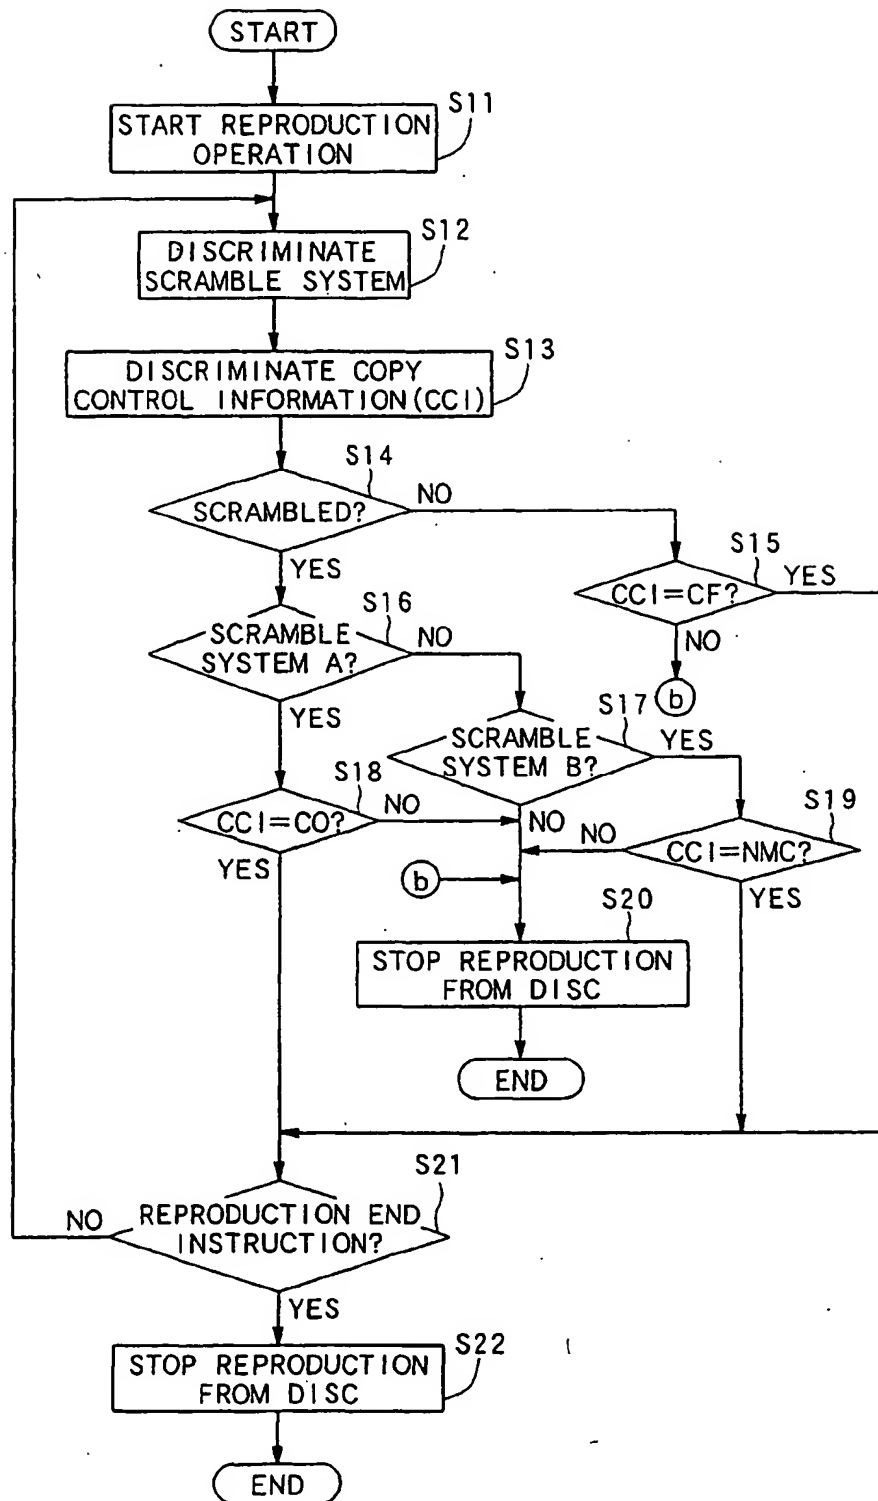 START
S11
START REPRODUCTION
OPERATION
S12
DISCRIMINATE
SCRAMBLE SYSTEM
S13
DISCRIMINATE COPY
CONTROL INFORMATION(CCI)
S14
SCRAMBLED?
NO
YES
S15
CCI=CF?
YES
NO
b
S16
SCRAMBLE
SYSTEM A?
NO
YES
S17
SCRAMBLE
SYSTEM B?
YES
NO
S18
CCI=CO?
NO
YES
S19
CCI=NMC?
NO
YES
b
S20
STOP REPRODUCTION
FROM DISC
END
S21
REPRODUCTION END
INSTRUCTION?
NO
YES
S22
STOP REPRODUCTION
FROM DISC
END